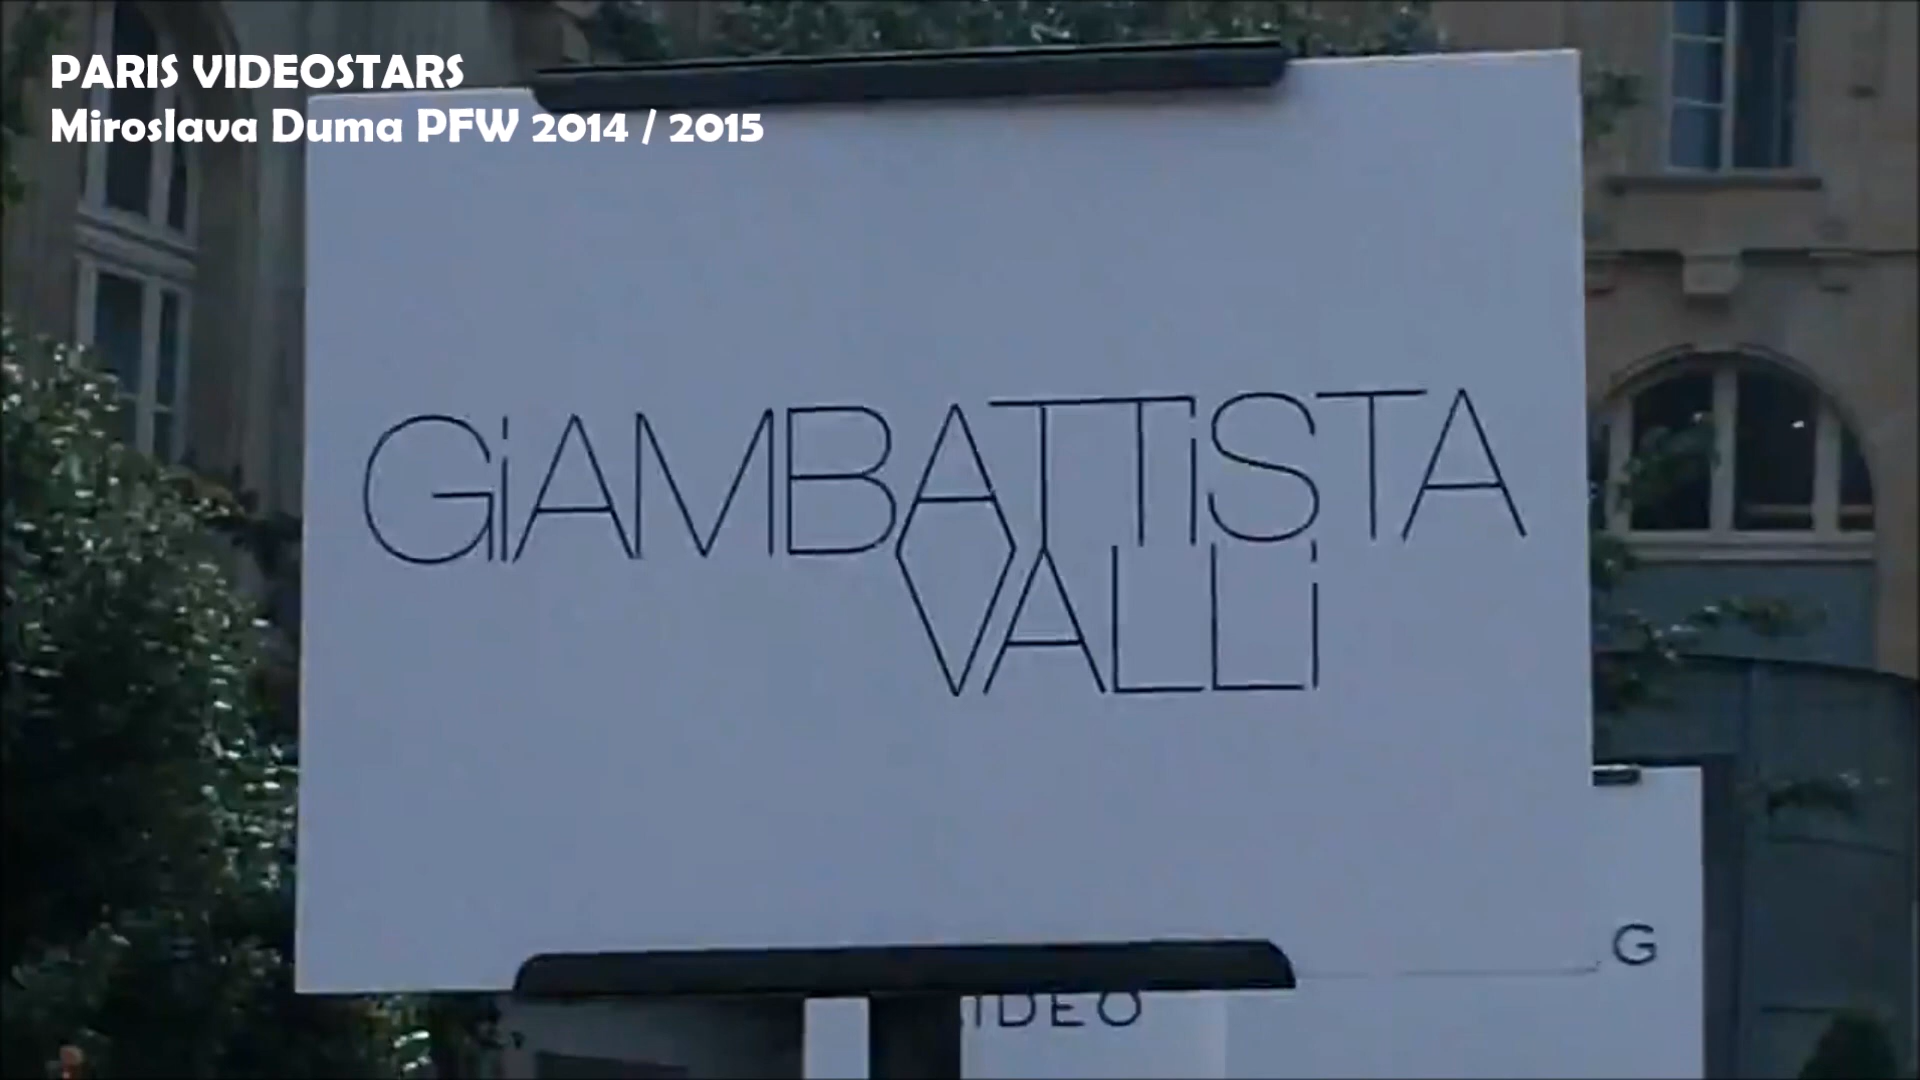 PARIS VIDEOSTARS
Miroslava Duma PFW 2014 / 2015
GiAMBATTiSTA
VALLi
G
IDEO